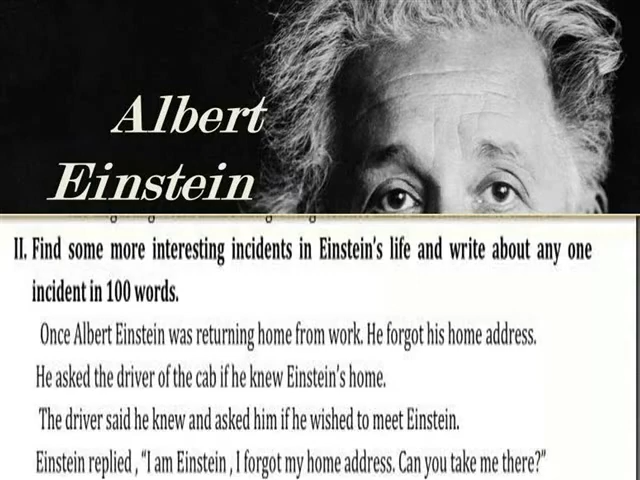 Albert
Einstein
II. Find some more interesting incidents in Einstein's life and write about any one
incident in 100 words.
Once Albert Einstein was returning home from work. He forgot his home address.
He asked the driver of the cab if he knew Einstein's home.
The driver said he knew and asked him if he wished to meet Einstein.
Einstein replied , “I am Einstein , I forgot my home address. Can you take me there?”